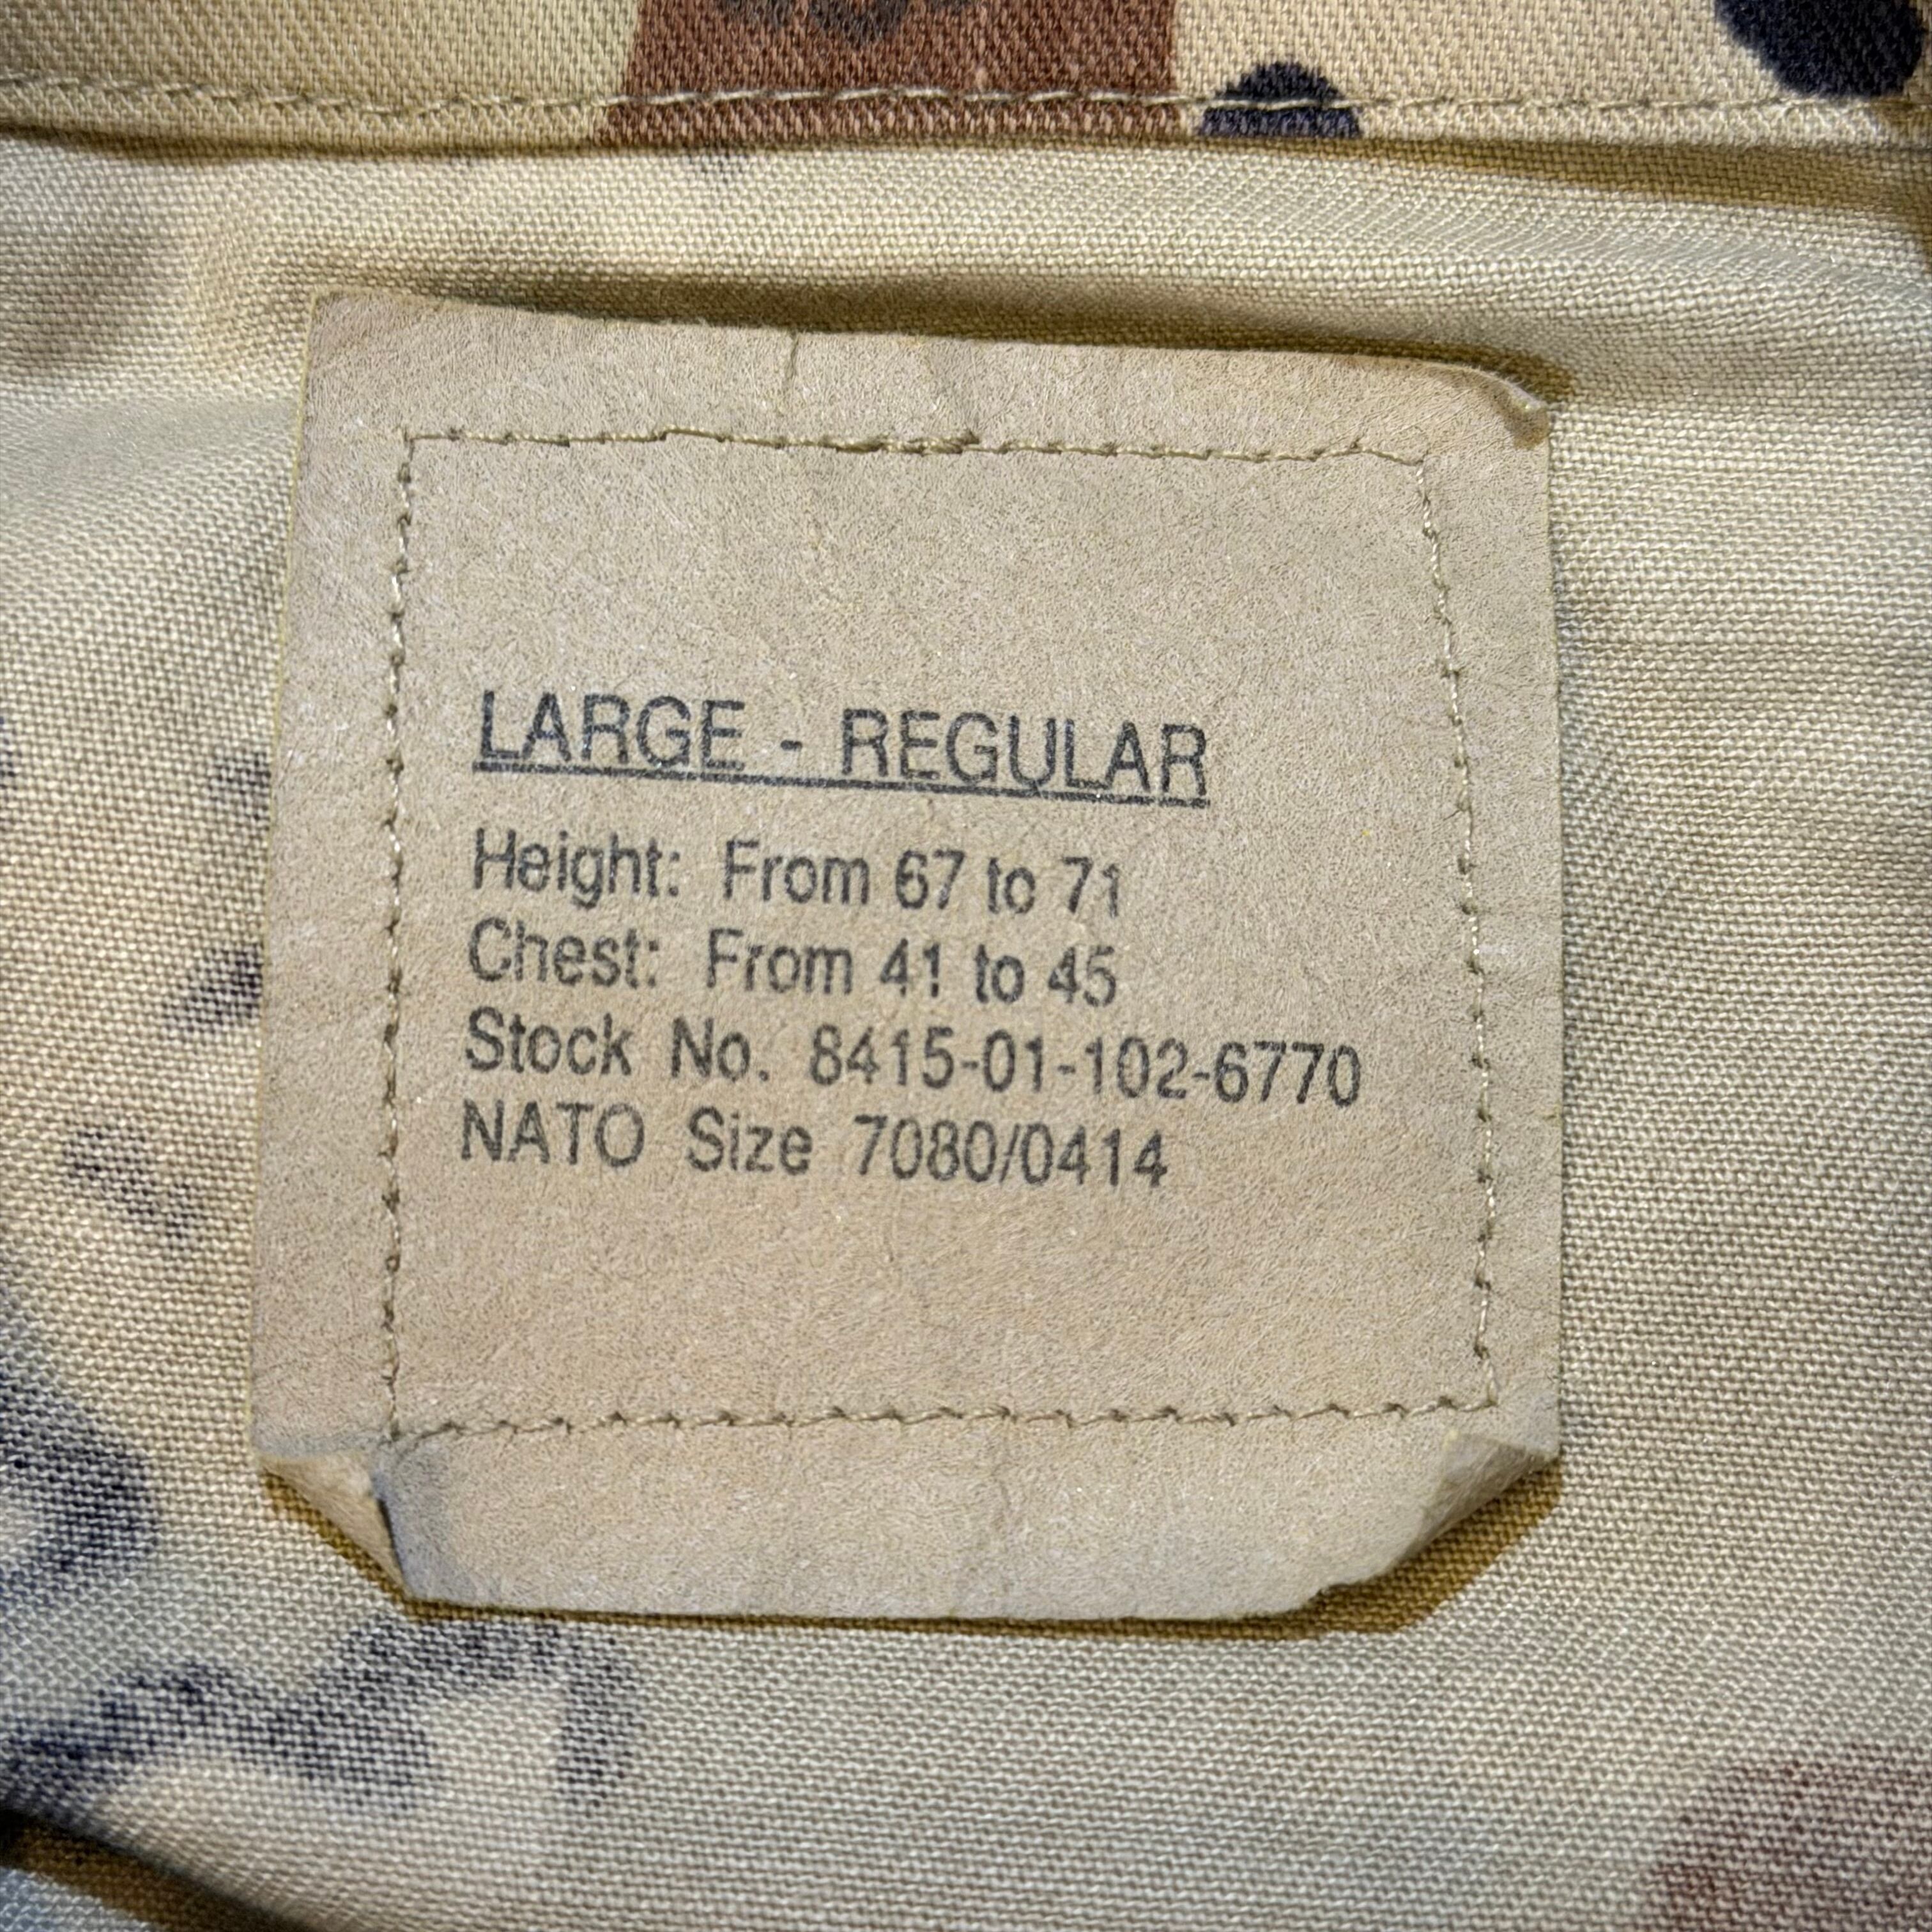 LARGE - REGULAR
Height: From 67 to 71
Chest: From 41 to 45
Stock No. 8415-01-102-6770
NATO Size 7080/0414